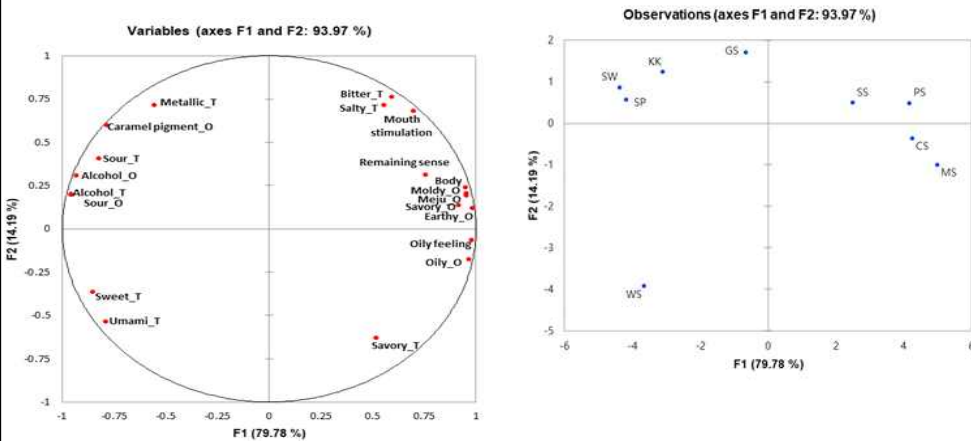 Variables (axes F1 and F2: 93.97 %)
1
0.75
0.5
0.25
0
-0.25
-0.5
-0.75
-1
F2 (14.19 %)
Metallic_T
Caramel pigment_O
Sour_T
Alcohol_O
Alcohol_T
Sour_O
Sweet_T
Umami_T
Bitter_T
Salty_T
Mouth
stimulation
Remaining sense
Body
Moldy_O
Meju_O
Savory_O
Earthy_O
Oily feeling
Oily_O
Savory_T
-1 -0.75 -0.5 -0.25 0 0.25 0.5 0.75 1
F1 (79.78 %)
Observations (axes F1 and F2: 93.97 %)
2
1
0
-1
-2
-3
-4
-5
F2 (14.19 %)
GS
KK
SW
SP
SS
PS
CS
MS
WS
-6 -4 -2 0 2 4 6
F1 (79.78 %)